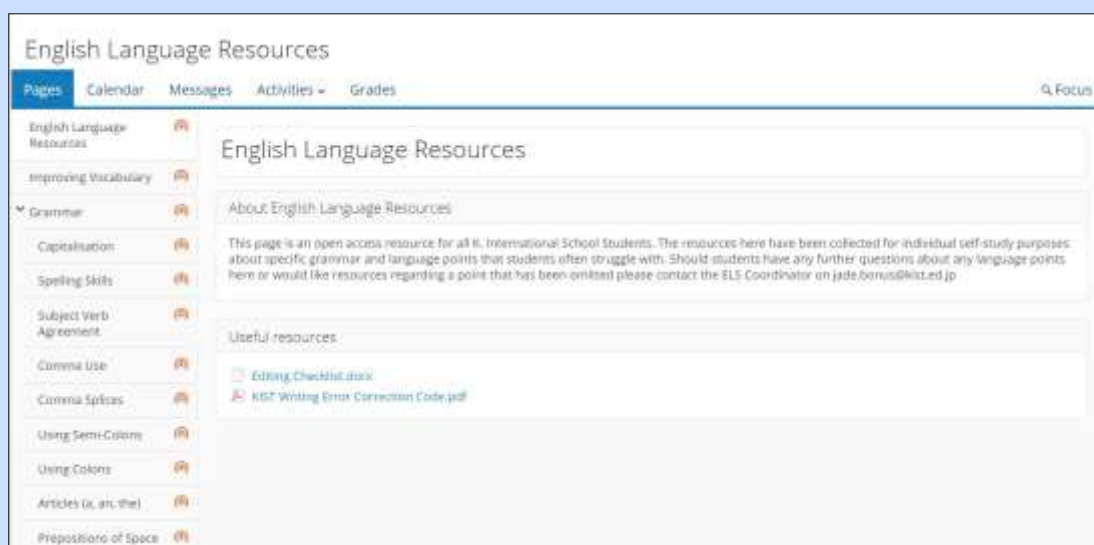 English Language Resources
Pages Calendar Messages Activities Grades Focus
English Language
Resources
Improving Vocabulary
Grammar
Capitalisation
Spelling Skills
Subject Verb
Agreement
Comma Use
Comma Splices
Using Semi-Colons
Using Colons
Articles (a, an, the)
Prepositions of Space
English Language Resources
About English Language Resources
This page is an open access resource for all K. International School Students. The resources here have been collected for individual self-study purposes
about specific grammar and language points that students often struggle with. Should students have any further questions about any language points
here or would like resources regarding a point that has been omitted please contact the ELS Coordinator on jade.bonus@kist.ed.jp
Useful resources
Editing Checklist.docx
KIST Writing Error Correction Code.pdf